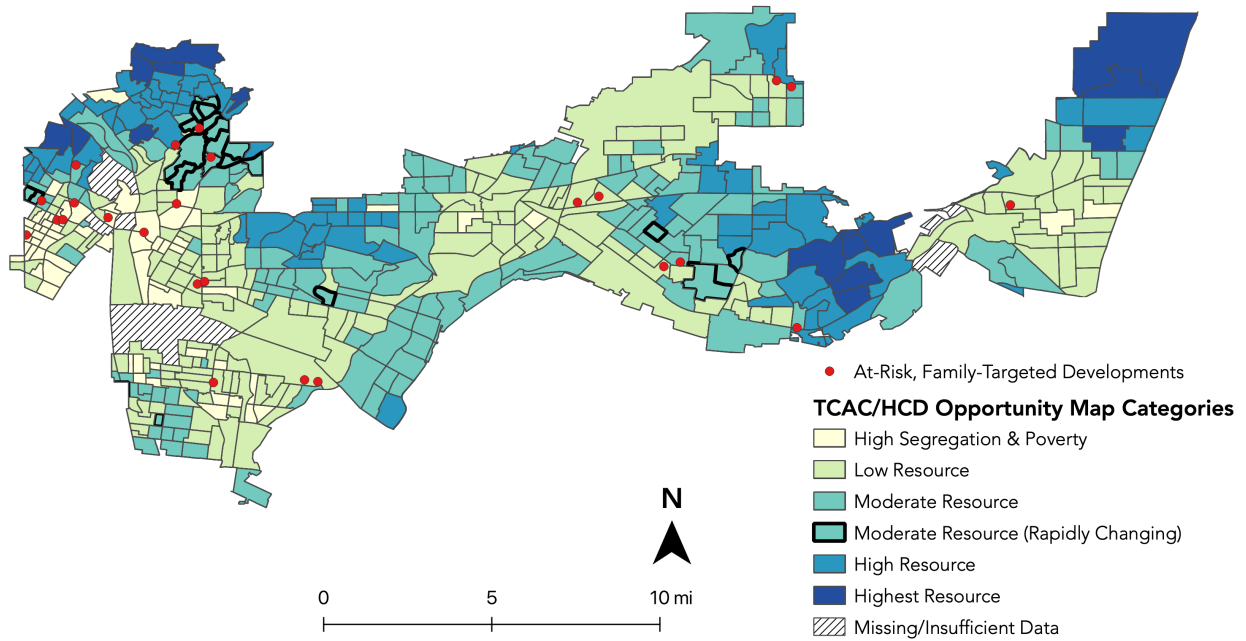 At-Risk, Family-Targeted Developments
TCAC/HCD Opportunity Map Categories
High Segregation & Poverty
Low Resource
Moderate Resource
Moderate Resource (Rapidly Changing)
High Resource
Highest Resource
Missing/Insufficient Data
N
0 5 10 mi